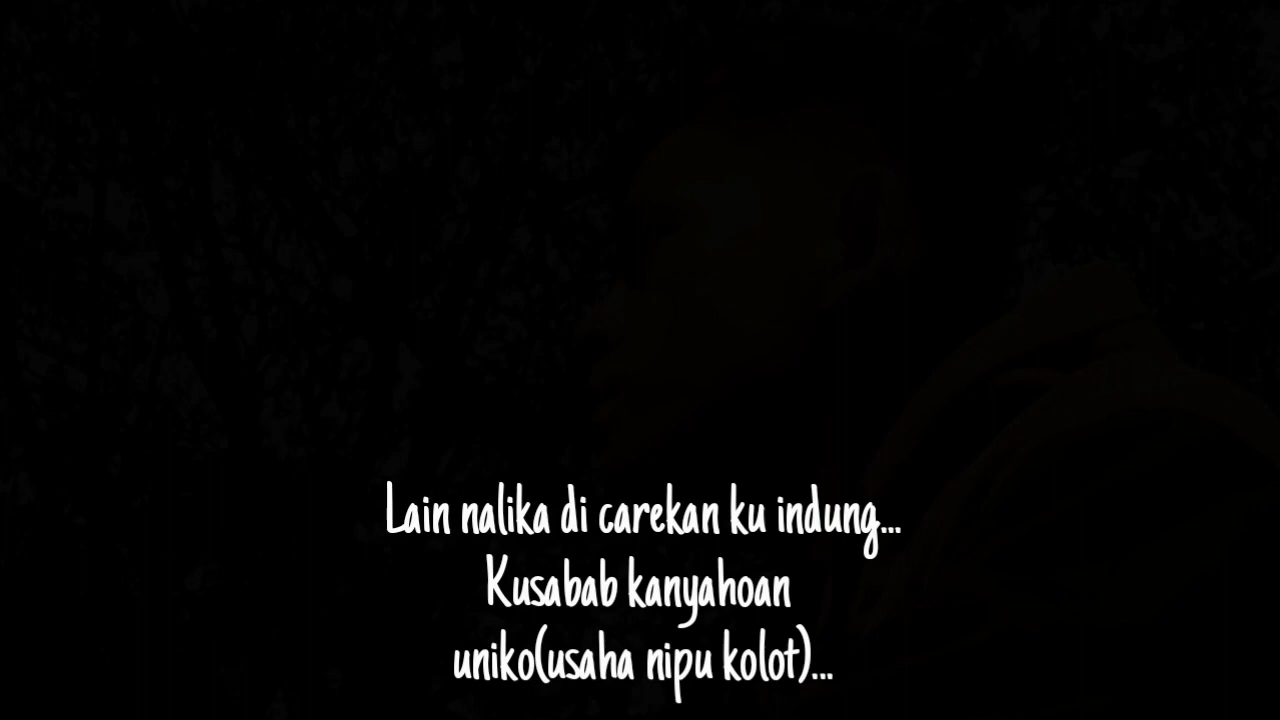 Lain nalika di carekan ku indung...
Kusabab kanyahoan
uniko(usaha nipu kolot)...